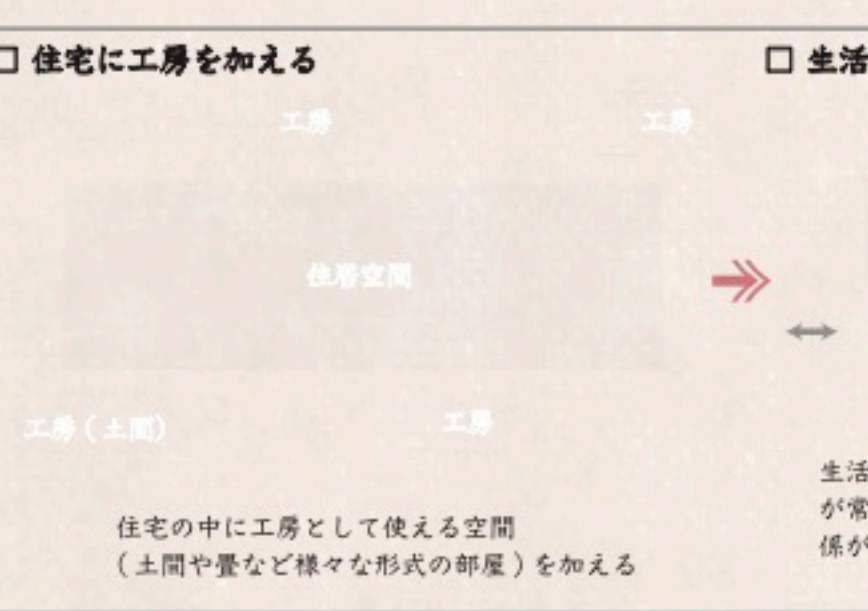 □ 住宅に工房を加える
工房
工房
住居空間
工房(土間)
工房
住宅の中に工房として使える空間
(土間や畳など様々な形式の部屋)を加える
□ 生活
生活
が常
係が